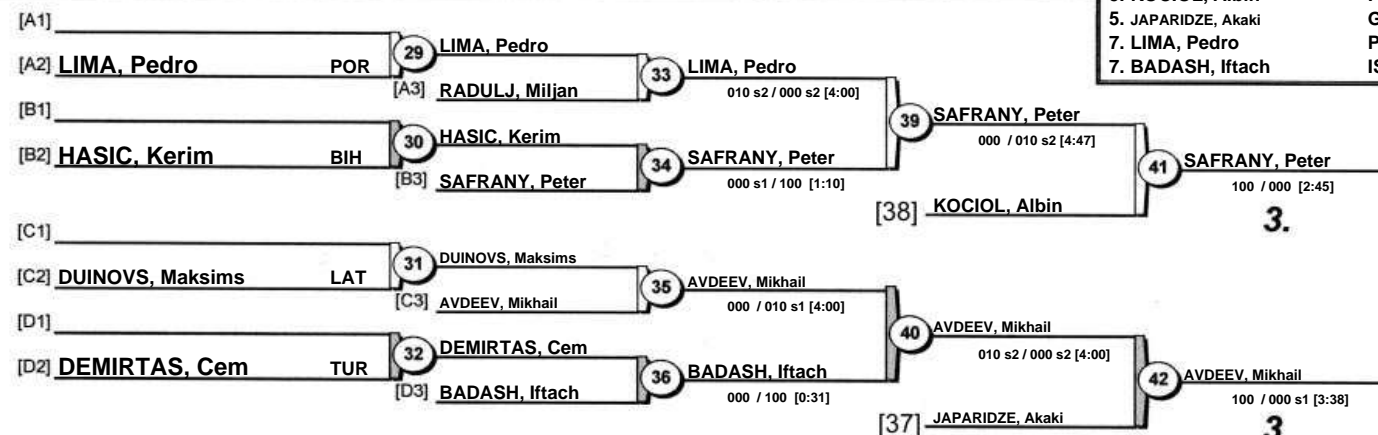 5. JAPARIDZE, Akaki G
7. LIMA, Pedro P
7. BADASH, Iftach IS
[A1]
[A2] LIMA, Pedro POR
29
LIMA, Pedro
[A3] RADULJ, Miljan
33
LIMA, Pedro
010 s2 / 000 s2 [4:00]
[B1]
[B2] HASIC, Kerim BIH
30
HASIC, Kerim
[B3] SAFRANY, Peter
34
SAFRANY, Peter
000 s1 / 100 [1:10]
39
SAFRANY, Peter
000 / 010 s2 [4:47]
[38] KOCIOL, Albin
41
SAFRANY, Peter
100 / 000 [2:45]
3.
[C1]
[C2] DUINOVS, Maksims LAT
31
DUINOVS, Maksims
[C3] AVDEEV, Mikhail
35
AVDEEV, Mikhail
000 / 010 s1 [4:00]
[D1]
[D2] DEMIRTAS, Cem TUR
32
DEMIRTAS, Cem
[D3] BADASH, Iftach
36
BADASH, Iftach
000 / 100 [0:31]
40
AVDEEV, Mikhail
010 s2 / 000 s2 [4:00]
[37] JAPARIDZE, Akaki
42
AVDEEV, Mikhail
100 / 000 s1 [3:38]
3